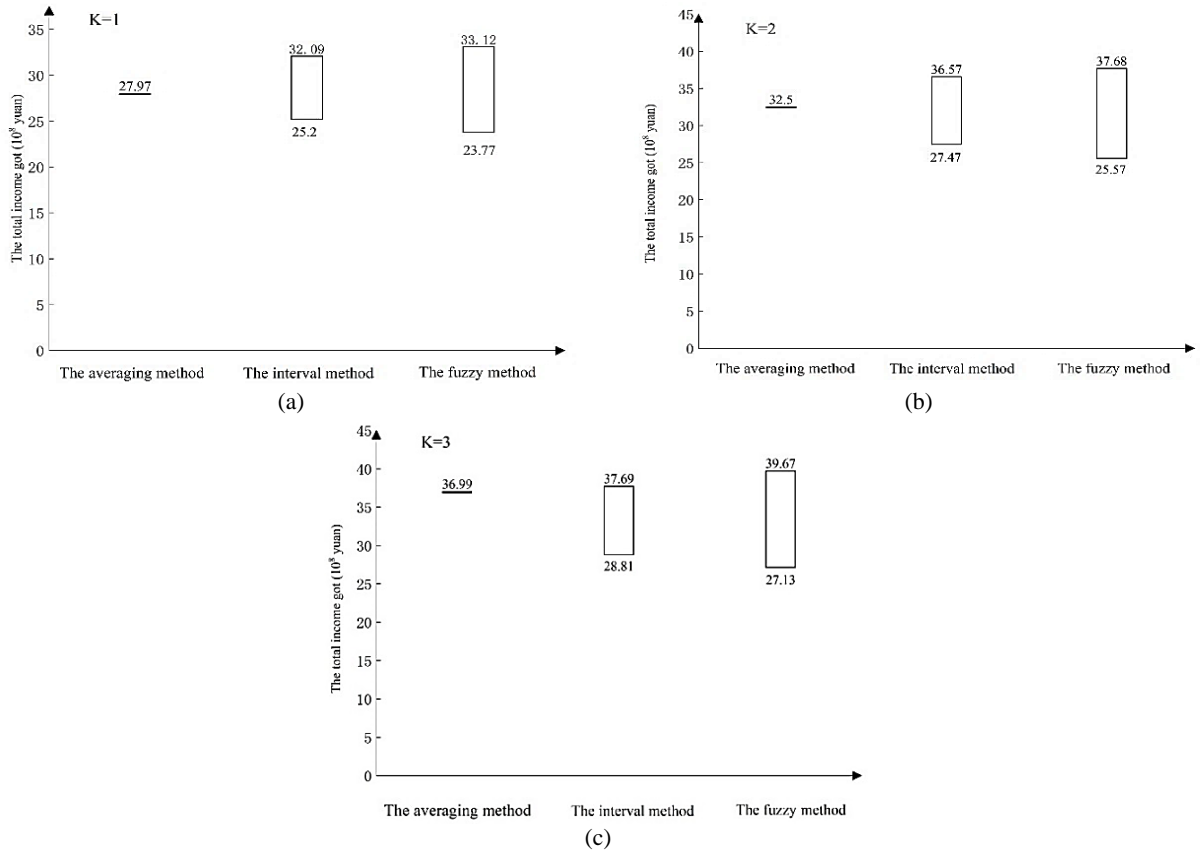 K=1
The total income got (10⁸ yuan)
35
30
25
20
15
10
5
0
27.97
32.09
25.2
33.12
23.77
The averaging method
The interval method
The fuzzy method
(a)
K=2
The total income got (10⁸ yuan)
45
40
35
30
25
20
15
10
5
0
32.5
36.57
27.47
37.68
25.57
The averaging method
The interval method
The fuzzy method
(b)
K=3
The total income got (10⁸ yuan)
45
40
35
30
25
20
15
10
5
0
36.99
37.69
28.81
39.67
27.13
The averaging method
The interval method
The fuzzy method
(c)